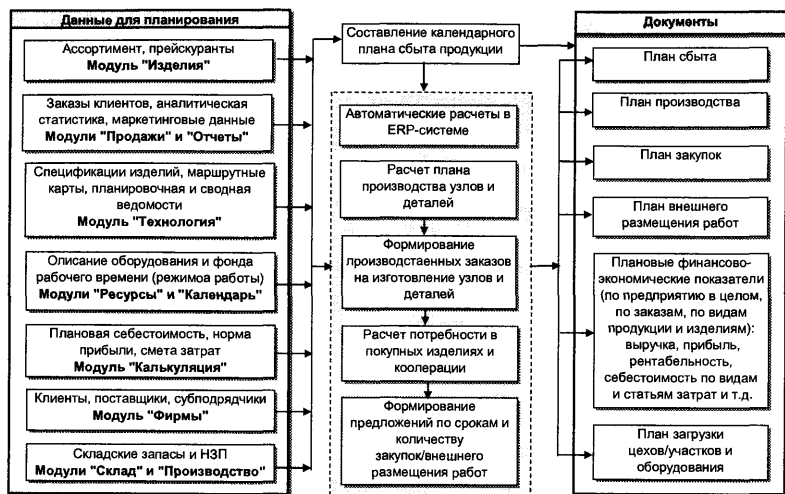 Данные для планирования
Ассортимент, прейскуранты
Модуль "Изделия"
Заказы клиентов, аналитическая
статистика, маркетинговые данные
Модули "Продажи" и "Отчеты"
Спецификации изделий, маршрутные
карты, планировочная и сводная
ведомости
Модуль "Технология"
Описание оборудования и фонда
рабочего времени (режимоа работы)
Модули "Ресурсы" и "Календарь"
Плановая себестоимость, норма
прибыли, смета затрат
Модуль "Калькуляция"
Клиенты, поставщики, субподрядчики
Модуль "Фирмы"
Складские запасы и НЗП
Модули "Склад" и "Производство"
Составление календарного
плана сбыта продукции
Автоматические расчеты в
ERP-системе
Расчет плана
производства узлов и
деталей
Формирование
производственных заказов
на изготовление узлов и
деталей
Расчет потребности в
покупных изделиях и
коолерации
Формирование
предложений по срокам и
количеству
закупок/внешнего
размещения работ
Документы
План сбыта
План производства
План закупок
План внешнего
размещения работ
Плановые финансово-
экономические показатели
(по предприятию в целом,
по заказам, по видам
продукции и изделиям):
выручка, прибыль,
рентабельность,
себестоимость по видам
и статьям затрат и т.д.
План загрузки
цехов/участков и
оборудования